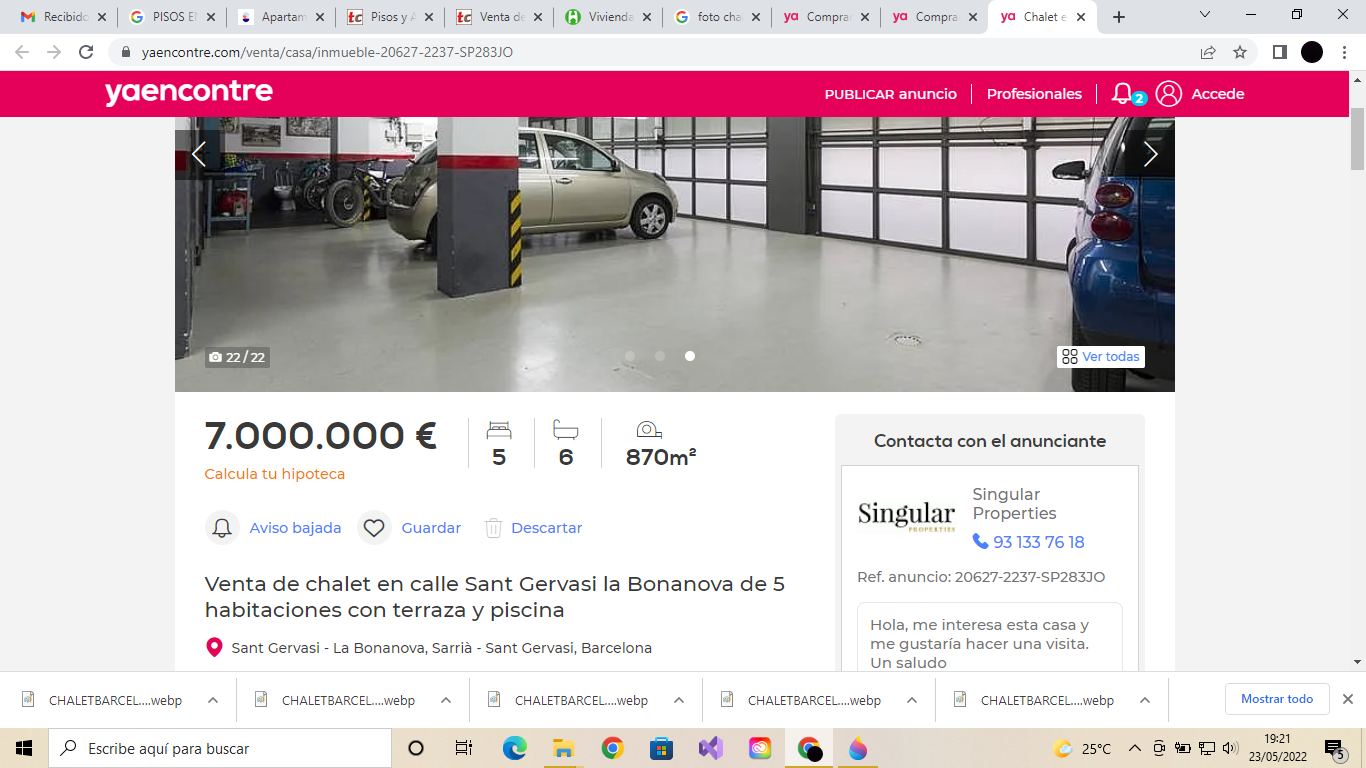 Recibido
PISOS EN
Apartam
Pisos y A
Venta de
Vivienda
foto cha
Comprar
Compra
Chalet e
yaencontre.com/venta/casa/inmueble-20627-2237-SP283JO
yaencontre
PUBLICAR anuncio
Profesionales
2
Accede
22 / 22
Ver todas
7.000.000 €
5
6
870m²
Calcula tu hipoteca
Aviso bajada
Guardar
Descartar
Venta de chalet en calle Sant Gervasi la Bonanova de 5
habitaciones con terraza y piscina
Sant Gervasi - La Bonanova, Sarrià - Sant Gervasi, Barcelona
Contacta con el anunciante
Singular
PROPERTIES
Singular
Properties
93 133 76 18
Ref. anuncio: 20627-2237-SP283JO
Hola, me interesa esta casa y
me gustaría hacer una visita.
Un saludo
CHALETBARCEL....webp
CHALETBARCEL....webp
CHALETBARCEL....webp
CHALETBARCEL....webp
CHALETBARCEL....webp
Mostrar todo
Escribe aquí para buscar
25°C
19:21
23/05/2022
5